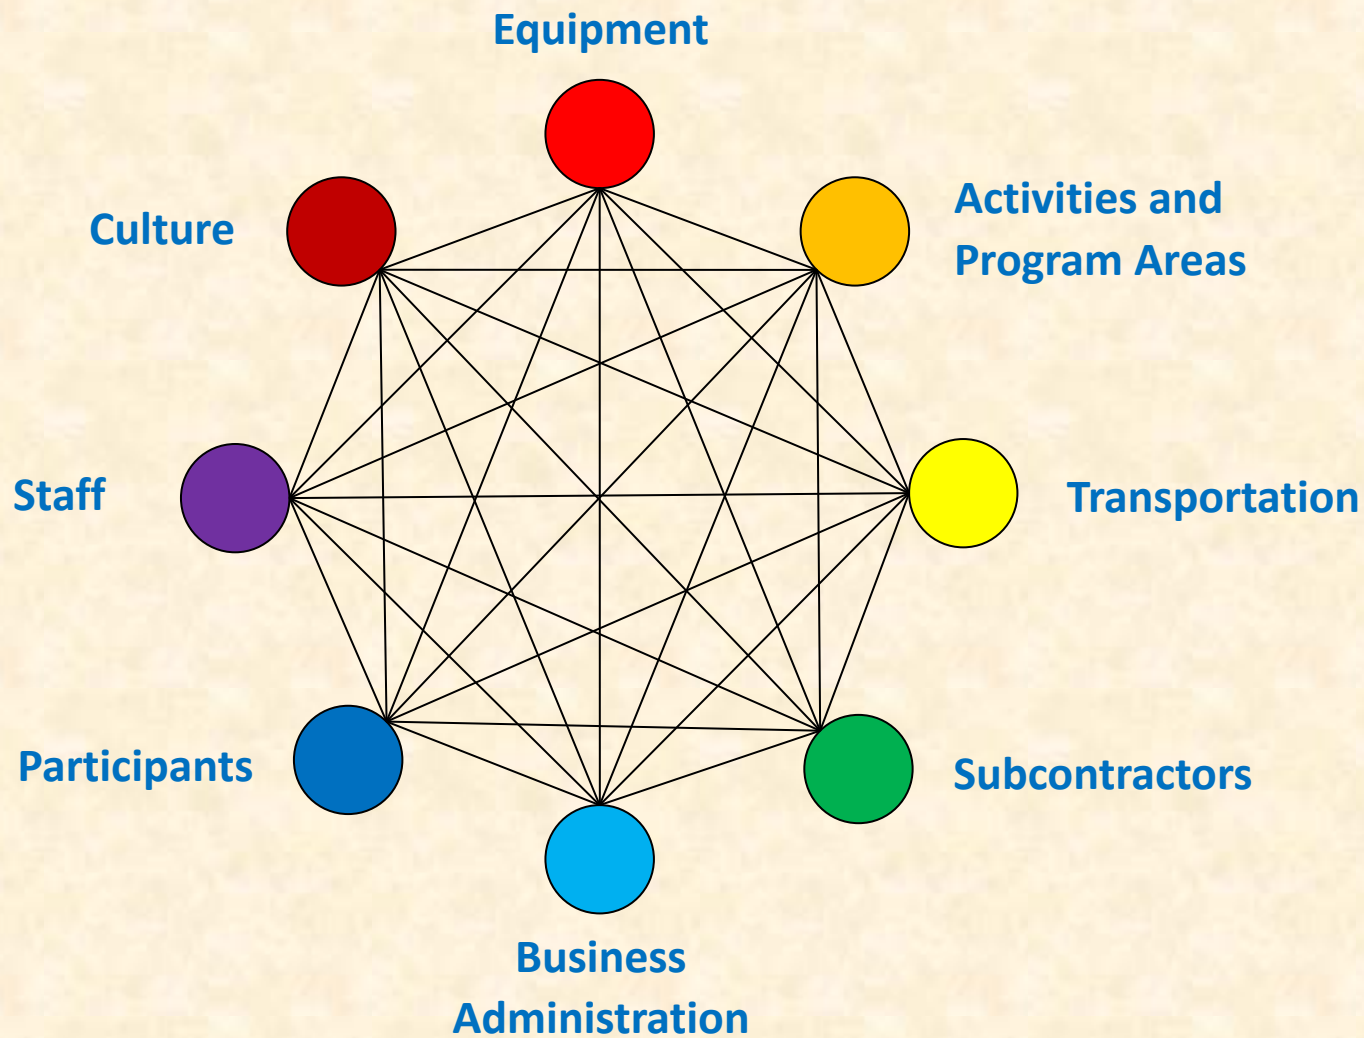 Equipment
Activities and
Program Areas
Culture
Staff
Transportation
Participants
Subcontractors
Business
Administration